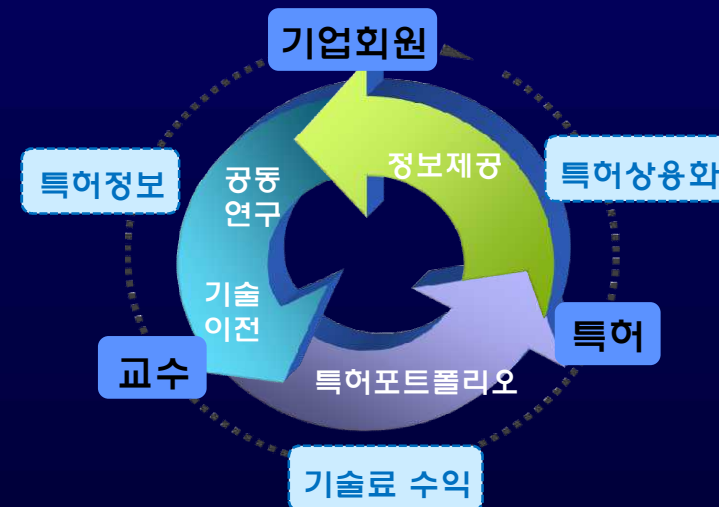 기업회원
정보제공
특허정보
공동
연구
특허상용화
기술
이전
특허
교수
특허포트폴리오
기술료 수익